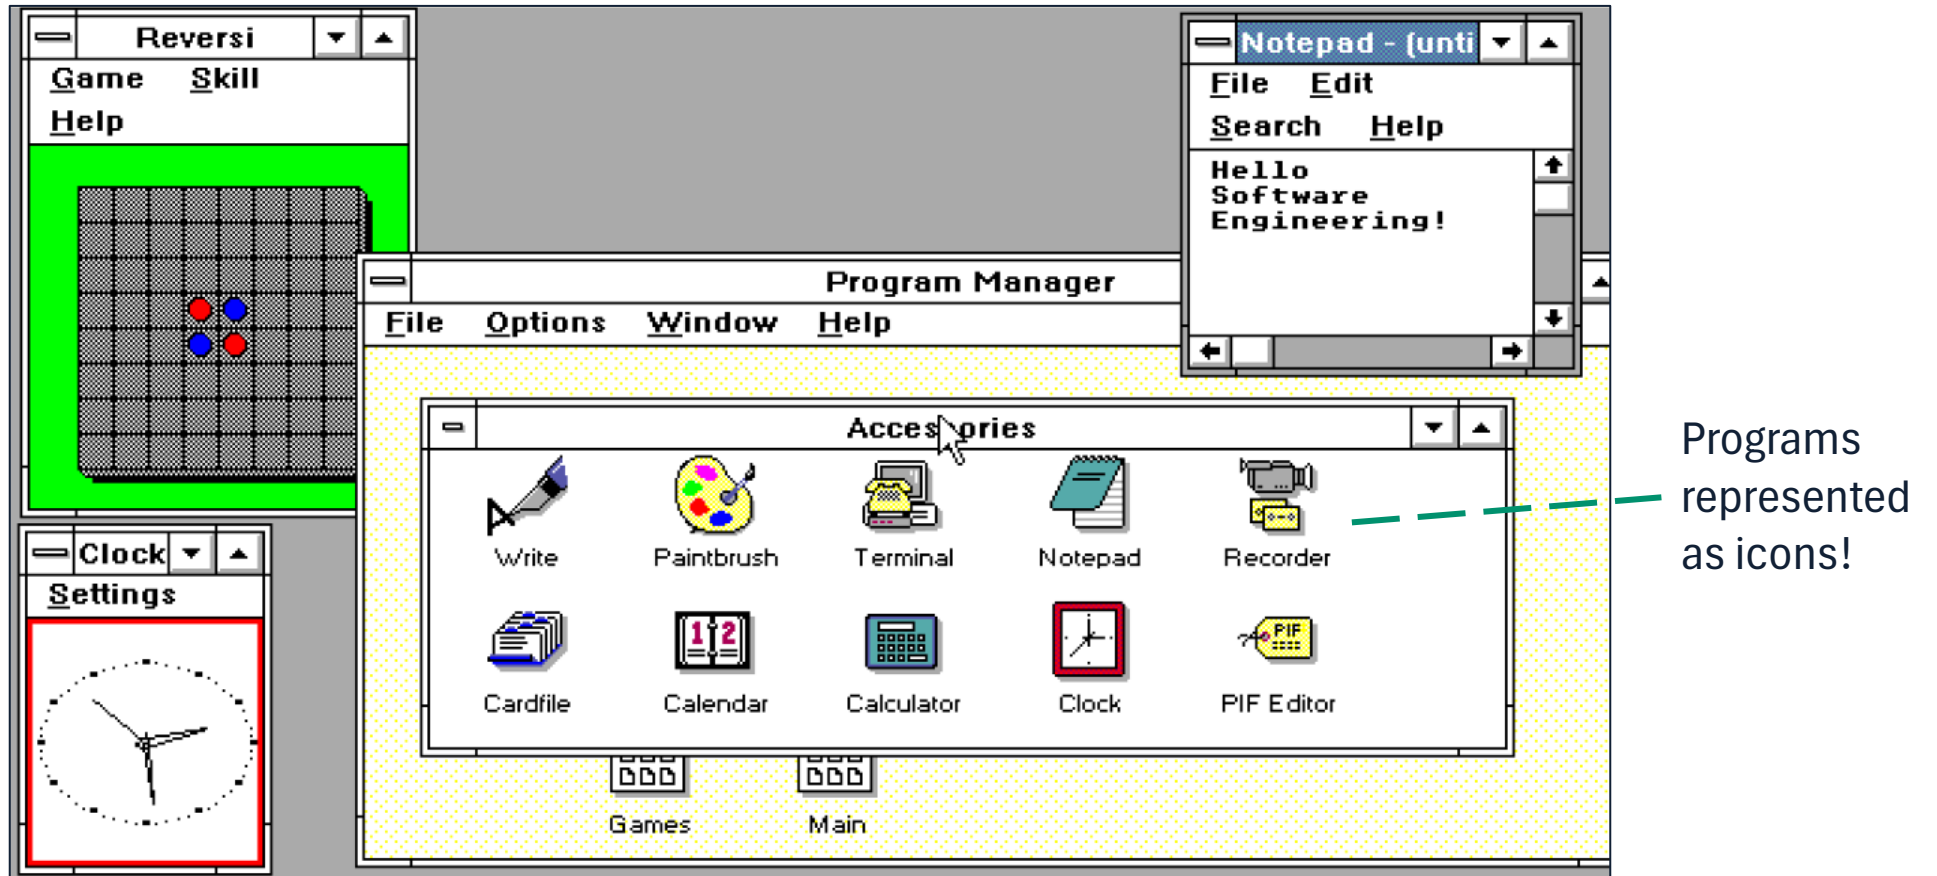 Reversi
Game Skill
Help
Notepad - (unti
File Edit
Search Help
Hello
Software
Engineering!
Program Manager
File Options Window Help
Accessories
Write Paintbrush Terminal Notepad Recorder
Cardfile Calendar Calculator Clock PIF Editor
12
PIF
Games Main
Clock
Settings
Programs
represented
as icons!